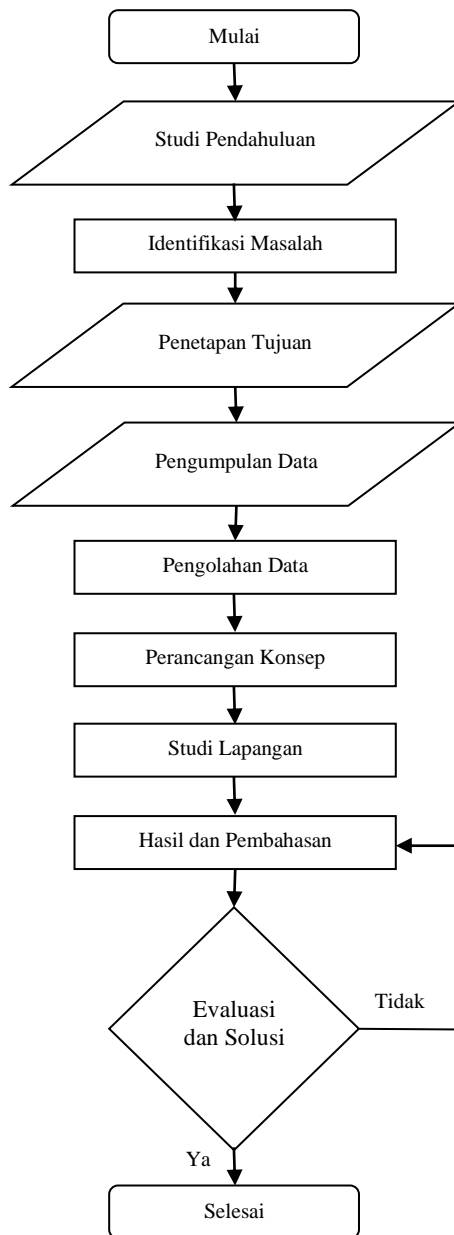 Mulai
Studi Pendahuluan
Identifikasi Masalah
Penetapan Tujuan
Pengumpulan Data
Pengolahan Data
Perancangan Konsep
Studi Lapangan
Hasil dan Pembahasan
Evaluasi
dan Solusi
Tidak
Ya
Selesai